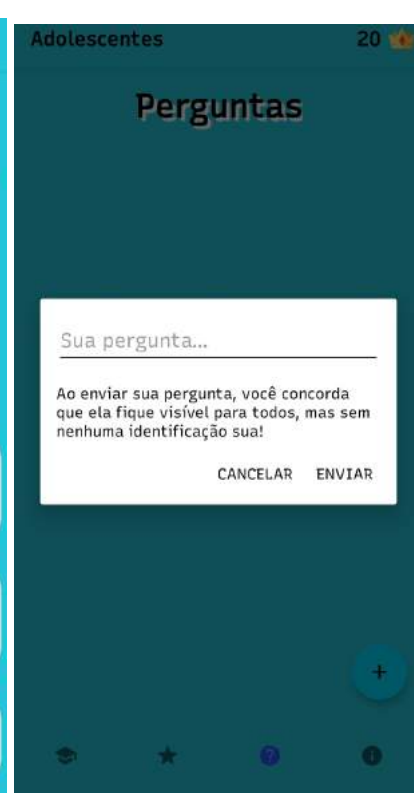 Adolescentes 20
Perguntas
Sua pergunta...
Ao enviar sua pergunta, você concorda
que ela fique visível para todos, mas sem
nenhuma identificação sua!
CANCELAR ENVIAR
+
?
i